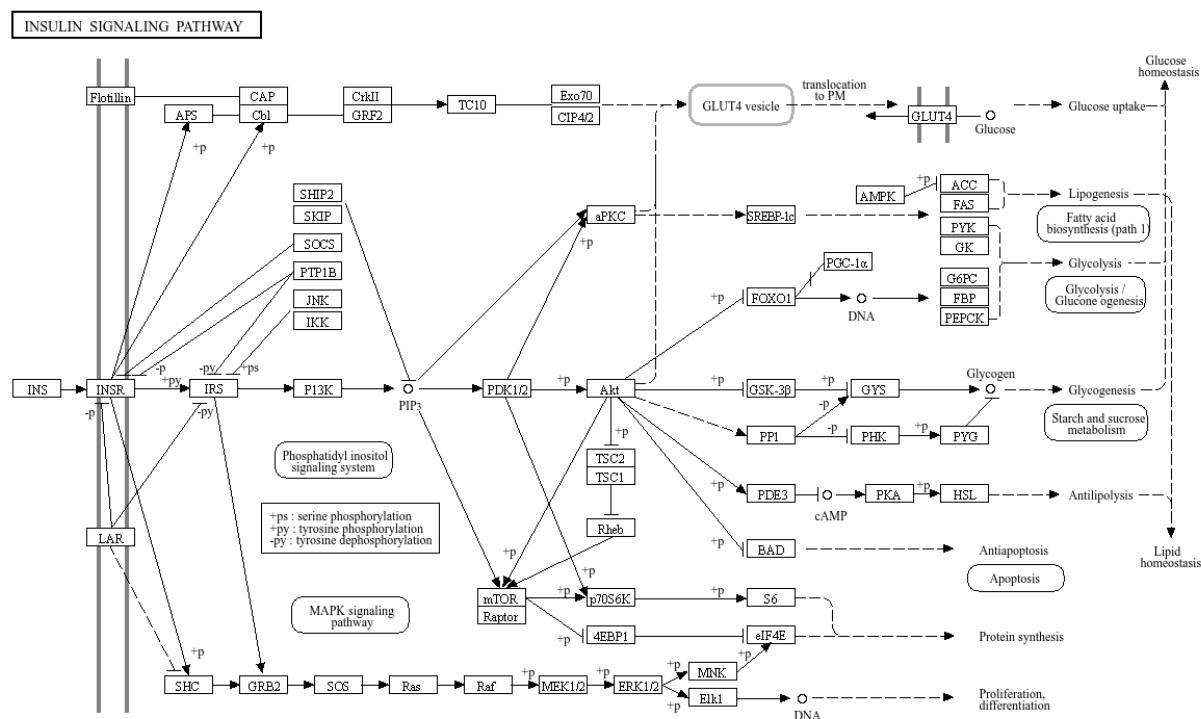 INSULIN SIGNALING PATHWAY
Glucose
homeostasis
Flotillin
CAP
Cbl
APS
CrkII
GRF2
TC10
Exo70
CIP4/2
GLUT4 vesicle
translocation
to PM
GLUT4
Glucose
Glucose uptake
+p
+p
SHIP2
SKIP
SOCS
PTP1B
JNK
IKK
aPKC
+p
SREBP-1c
AMPK
+p
ACC
FAS
PYK
GK
G6PC
FBP
PEPCK
Lipogenesis
Fatty acid
biosynthesis (path 1)
Glycolysis
Glycolysis /
Glucone ogenesis
PGC-1α
+p
FOXO1
DNA
INS
INSR
-p
+py
-py
+ps
IRS
P13K
PIP3
PDK1/2
+p
Akt
+p
GSK-3β
+p
GYS
Glycogen
Glycogenesis
Starch and sucrose
metabolism
-p
-py
-p
PP1
-p
PHK
+p
PYG
Phosphatidyl inositol
signaling system
+p
TSC2
TSC1
+p
PDE3
cAMP
PKA
+p
HSL
Antilipolysis
+ps : serine phosphorylation
+py : tyrosine phosphorylation
-py : tyrosine dephosphorylation
LAR
Rheb
+p
+p
BAD
Antiapoptosis
Apoptosis
Lipid
homeostasis
MAPK signaling
pathway
mTOR
Raptor
+p
+p
p70S6K
+p
S6
+p
4EBP1
+p
eIF4E
Protein synthesis
+p
SHC
GRB2
SOS
Ras
Raf
+p
MEK1/2
+p
ERK1/2
+p
MNK
+p
+p
Elk1
DNA
Proliferation,
differentiation